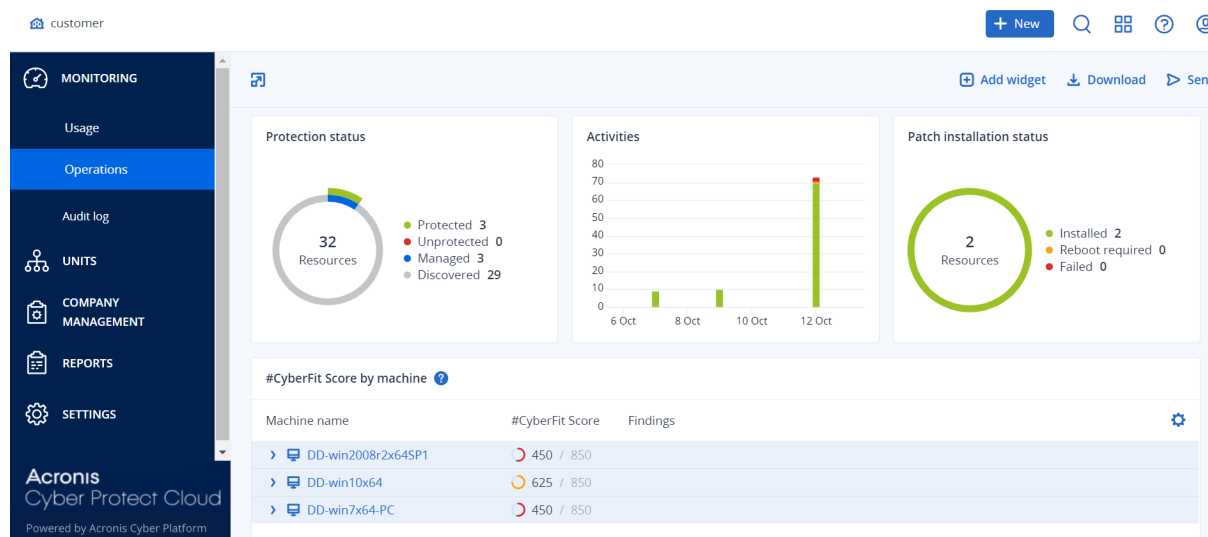 customer
+ New
MONITORING
Usage
Operations
Audit log
UNITS
COMPANY
MANAGEMENT
REPORTS
SETTINGS
Acronis
Cyber Protect Cloud
Powered by Acronis Cyber Platform
Add widget
Download
Sen
Protection status
32
Resources
Protected 3
Unprotected 0
Managed 3
Discovered 29
Activities
80
70
60
50
40
30
20
10
0
6 Oct 8 Oct 10 Oct 12 Oct
Patch installation status
2
Resources
Installed 2
Reboot required 0
Failed 0
#CyberFit Score by machine ?
Machine name #CyberFit Score Findings
DD-win2008r2x64SP1 450 / 850
DD-win10x64 625 / 850
DD-win7x64-PC 450 / 850